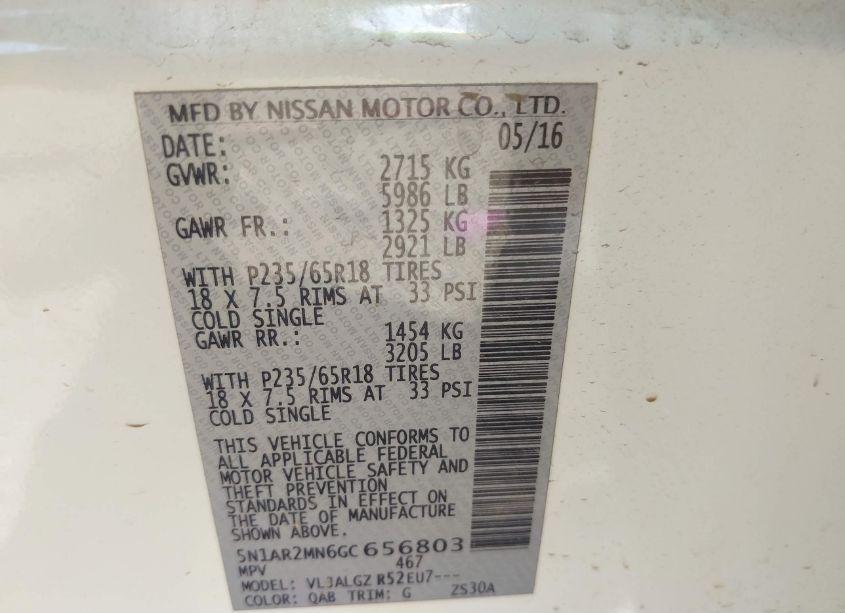 MFD BY NISSAN MOTOR CO., LTD.
DATE: 05/16
GVWR: 2715 KG
5986 LB
GAWR FR.: 1325 KG
2921 LB
WITH P235/65R18 TIRES
18 X 7.5 RIMS AT 33 PSI
COLD SINGLE
GAWR RR.: 1454 KG
3205 LB
WITH P235/65R18 TIRES
18 X 7.5 RIMS AT 33 PSI
COLD SINGLE
THIS VEHICLE CONFORMS TO
ALL APPLICABLE FEDERAL
MOTOR VEHICLE SAFETY AND
THEFT PREVENTION
STANDARDS IN EFFECT ON
THE DATE OF MANUFACTURE
SHOWN ABOVE.
5N1AR2MN6GC656803
MPV 467
MODEL: VL3ALGZ R52EU7---
COLOR: QAB TRIM: G ZS30A